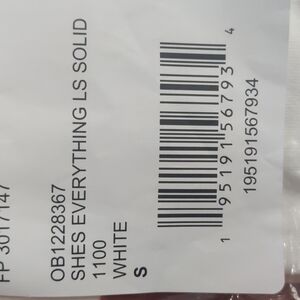 FP 3017147
OB1228367
SHES EVERYTHING LS SOLID
1100
WHITE
S
1 95191 56793 4
195191567934